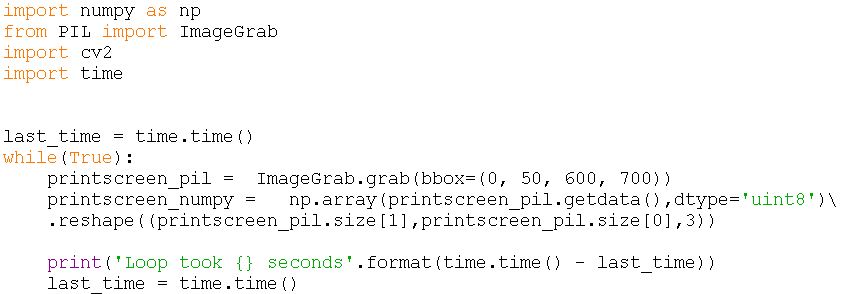 import numpy as np
from PIL import ImageGrab
import cv2
import time
last_time = time.time()
while(True):
    printscreen_pil =  ImageGrab.grab(bbox=(0, 50, 600, 700))
    printscreen_numpy =   np.array(printscreen_pil.getdata(),dtype='uint8')\
    .reshape((printscreen_pil.size[1],printscreen_pil.size[0],3))
    print('Loop took {} seconds'.format(time.time() - last_time))
    last_time = time.time()